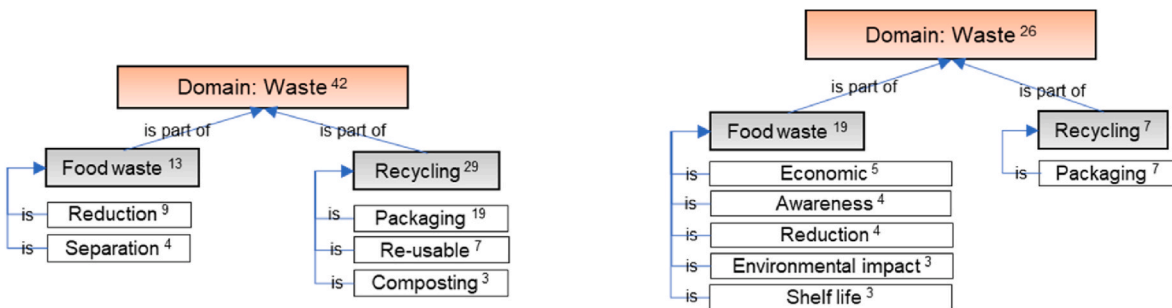 Domain: Waste 42
is part of
is part of
Food waste 13
Recycling 29
is
Reduction 9
is
Separation 4
is
Packaging 19
is
Re-usable 7
is
Composting 3
Domain: Waste 26
is part of
is part of
Food waste 19
Recycling 7
is
Economic 5
is
Awareness 4
is
Reduction 4
is
Environmental impact 3
is
Shelf life 3
is
Packaging 7